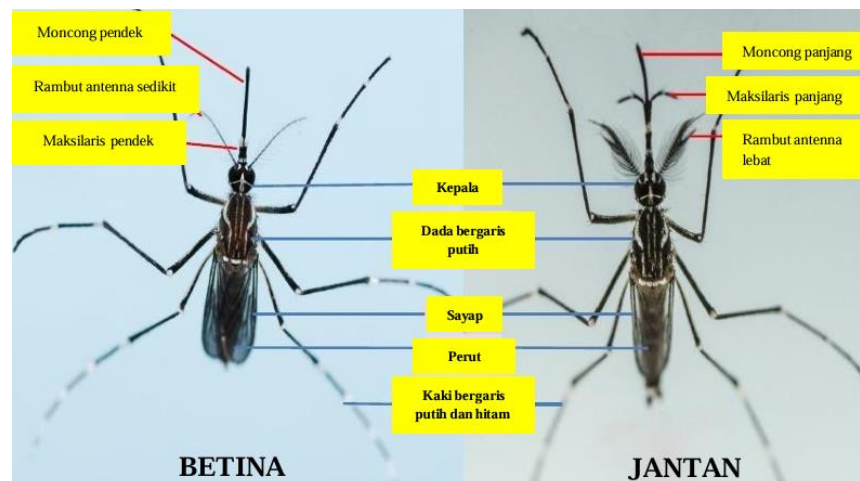 Moncong pendek
Rambut antenna sedikit
Maksilaris pendek
Moncong panjang
Maksilaris panjang
Rambut antenna
lebat
Kepala
Dada bergaris
putih
Sayap
Perut
Kaki bergaris
putih dan hitam
BETINA
JANTAN